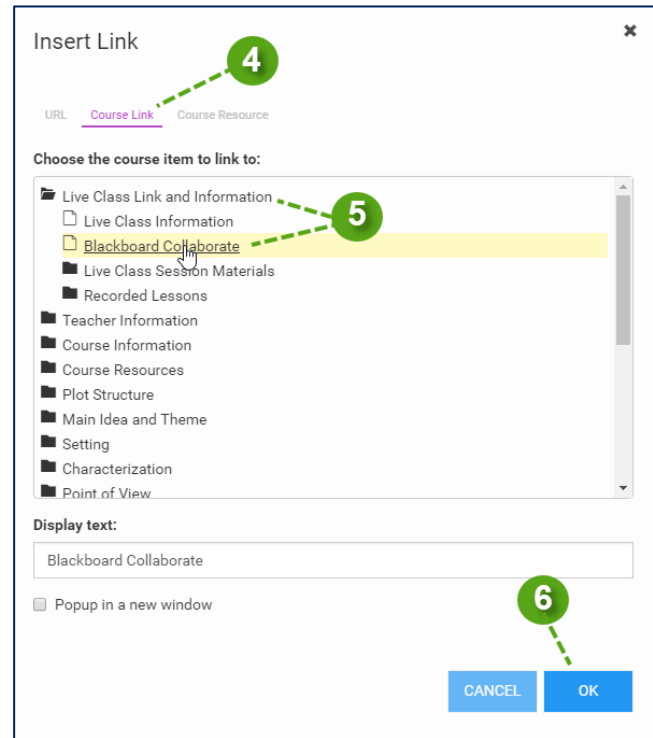 Insert Link
4
URL Course Link Course Resource
Choose the course item to link to:
Live Class Link and Information
5
Live Class Information
Blackboard Collaborate
Live Class Session Materials
Recorded Lessons
Teacher Information
Course Information
Course Resources
Plot Structure
Main Idea and Theme
Setting
Characterization
Point of View
Display text:
Blackboard Collaborate
Popup in a new window
6
CANCEL OK